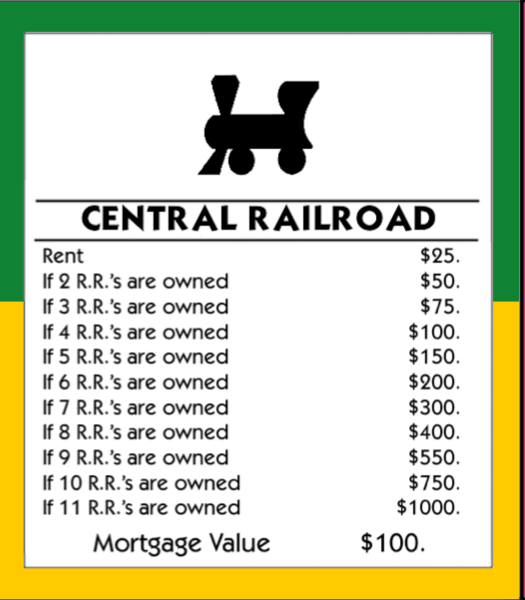 CENTRAL RAILROAD
Rent $25.
If 2 R.R.'s are owned $50.
If 3 R.R.'s are owned $75.
If 4 R.R.'s are owned $100.
If 5 R.R.'s are owned $150.
If 6 R.R.'s are owned $200.
If 7 R.R.'s are owned $300.
If 8 R.R.'s are owned $400.
If 9 R.R.'s are owned $550.
If 10 R.R.'s are owned $750.
If 11 R.R.'s are owned $1000.
Mortgage Value $100.